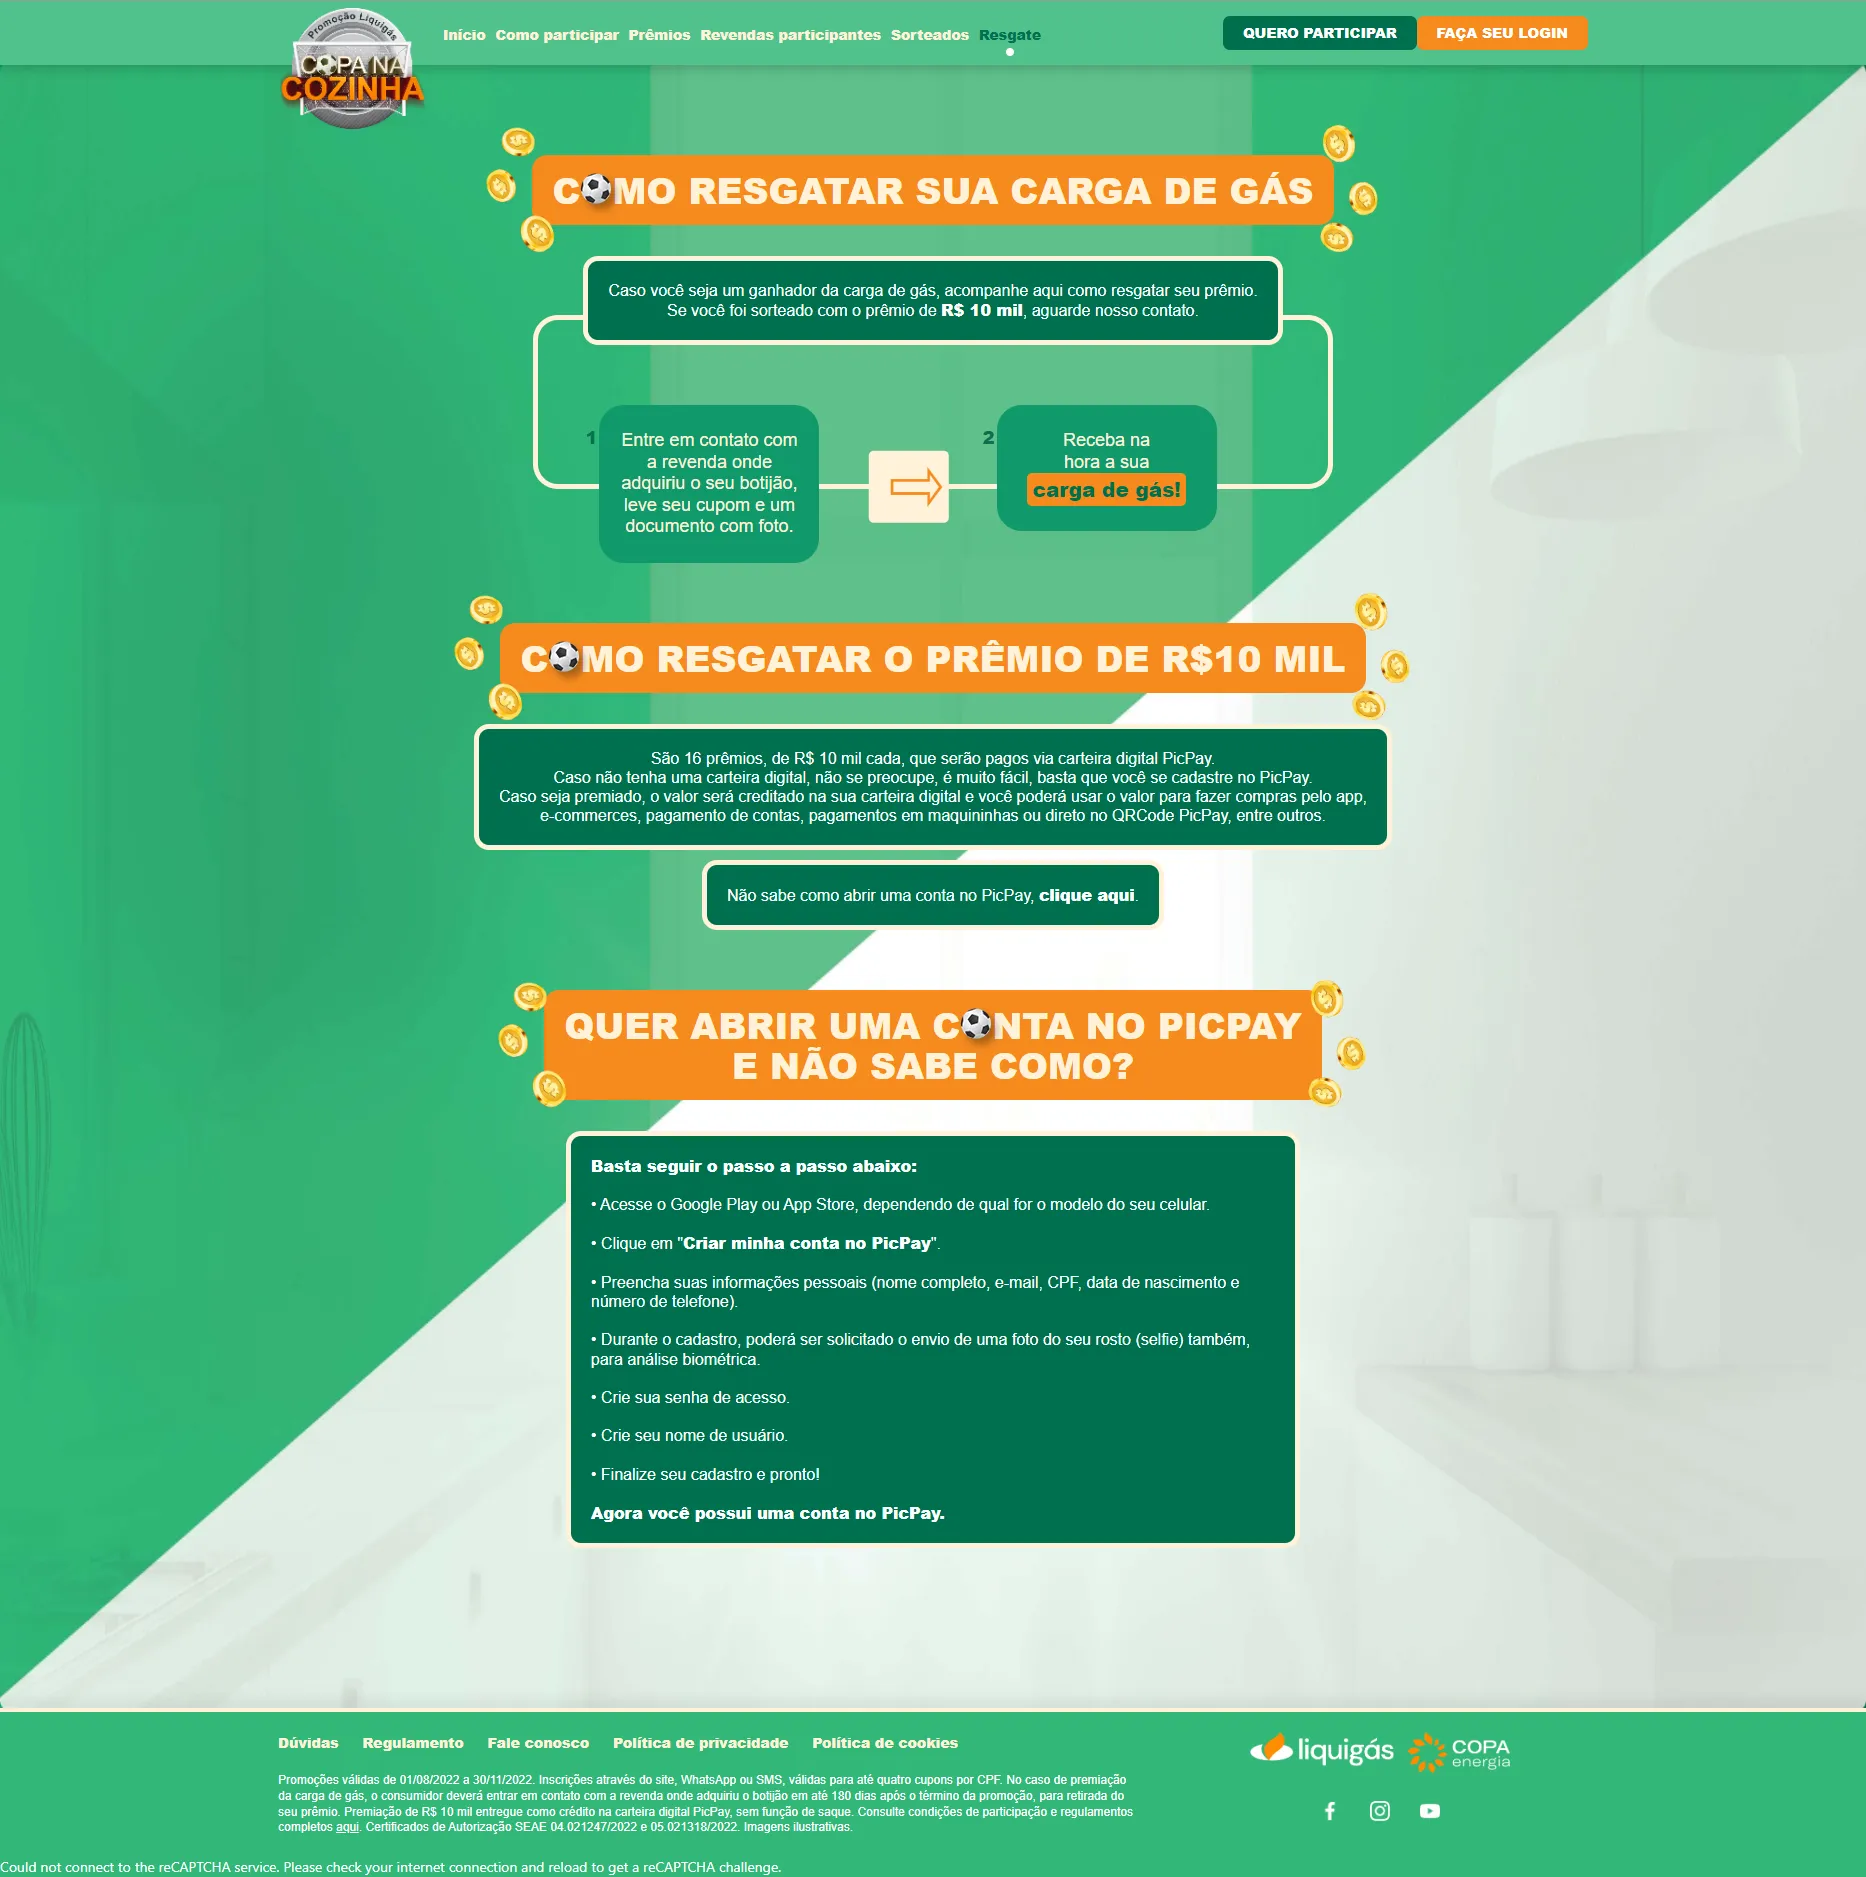 Promoção Liquigás
COPA NA
COZINHA
Início Como participar Prêmios Revendas participantes Sorteados Resgate
QUERO PARTICIPAR FAÇA SEU LOGIN
COMO RESGATAR SUA CARGA DE GÁS
Caso você seja um ganhador da carga de gás, acompanhe aqui como resgatar seu prêmio.
Se você foi sorteado com o prêmio de R$ 10 mil, aguarde nosso contato.
1
Entre em contato com
a revenda onde
adquiriu o seu botijão,
leve seu cupom e um
documento com foto.
2
Receba na
hora a sua
carga de gás!
COMO RESGATAR O PRÊMIO DE R$10 MIL
São 16 prêmios, de R$ 10 mil cada, que serão pagos via carteira digital PicPay.
Caso não tenha uma carteira digital, não se preocupe, é muito fácil, basta que você se cadastre no PicPay.
Caso seja premiado, o valor será creditado na sua carteira digital e você poderá usar o valor para fazer compras pelo app,
e-commerces, pagamento de contas, pagamentos em maquininhas ou direto no QRCode PicPay, entre outros.
Não sabe como abrir uma conta no PicPay, clique aqui.
QUER ABRIR UMA CONTA NO PICPAY
E NÃO SABE COMO?
Basta seguir o passo a passo abaixo:
• Acesse o Google Play ou App Store, dependendo de qual for o modelo do seu celular.
• Clique em "Criar minha conta no PicPay".
• Preencha suas informações pessoais (nome completo, e-mail, CPF, data de nascimento e
número de telefone).
• Durante o cadastro, poderá ser solicitado o envio de uma foto do seu rosto (selfie) também,
para análise biométrica.
• Crie sua senha de acesso.
• Crie seu nome de usuário.
• Finalize seu cadastro e pronto!
Agora você possui uma conta no PicPay.
Dúvidas Regulamento Fale conosco Política de privacidade Política de cookies
Promoções válidas de 01/08/2022 a 30/11/2022. Inscrições através do site, WhatsApp ou SMS, válidas para até quatro cupons por CPF. No caso de premiação
da carga de gás, o consumidor deverá entrar em contato com a revenda onde adquiriu o botijão em até 180 dias após o término da promoção, para retirada do
seu prêmio. Premiação de R$ 10 mil entregue como crédito na carteira digital PicPay, sem função de saque. Consulte condições de participação e regulamentos
completos aqui. Certificados de Autorização SEAE 04.021247/2022 e 05.021318/2022. Imagens ilustrativas.
liquigás
COPA
energia
Could not connect to the reCAPTCHA service. Please check your internet connection and reload to get a reCAPTCHA challenge.